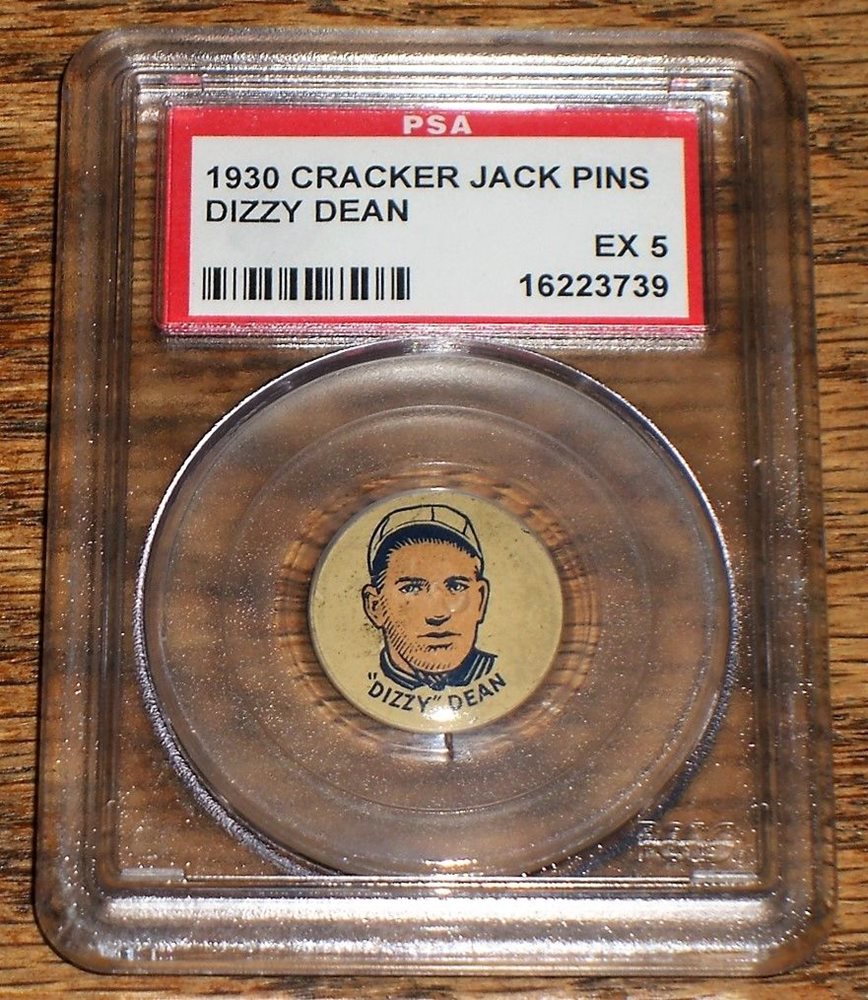 PSA
1930 CRACKER JACK PINS
DIZZY DEAN
EX 5
16223739
"DIZZY" DEAN